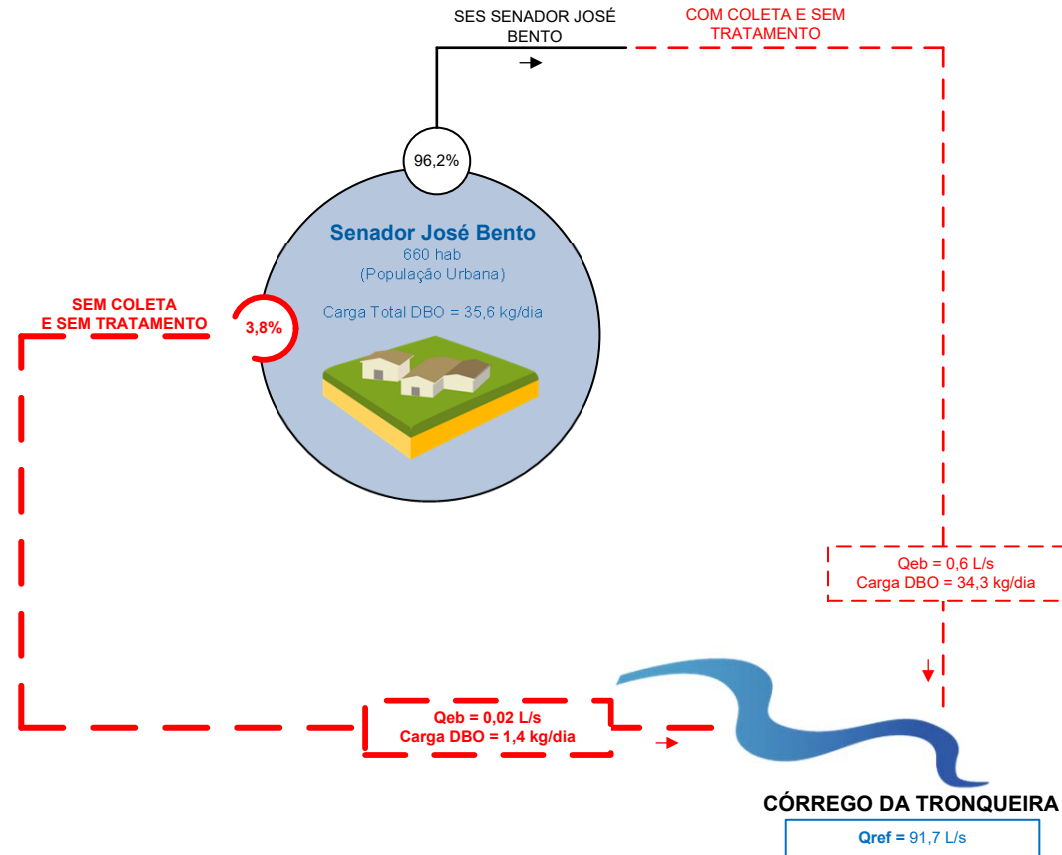 SES SENADOR JOSÉ
BENTO
COM COLETA E SEM
TRATAMENTO
96,2%
Senador José Bento
660 hab
(População Urbana)
Carga Total DBO = 35,6 kg/dia
SEM COLETA
E SEM TRATAMENTO
3,8%
Qeb = 0,6 L/s
Carga DBO = 34,3 kg/dia
Qeb = 0,02 L/s
Carga DBO = 1,4 kg/dia
CÓRREGO DA TRONQUEIRA
Qref = 91,7 L/s